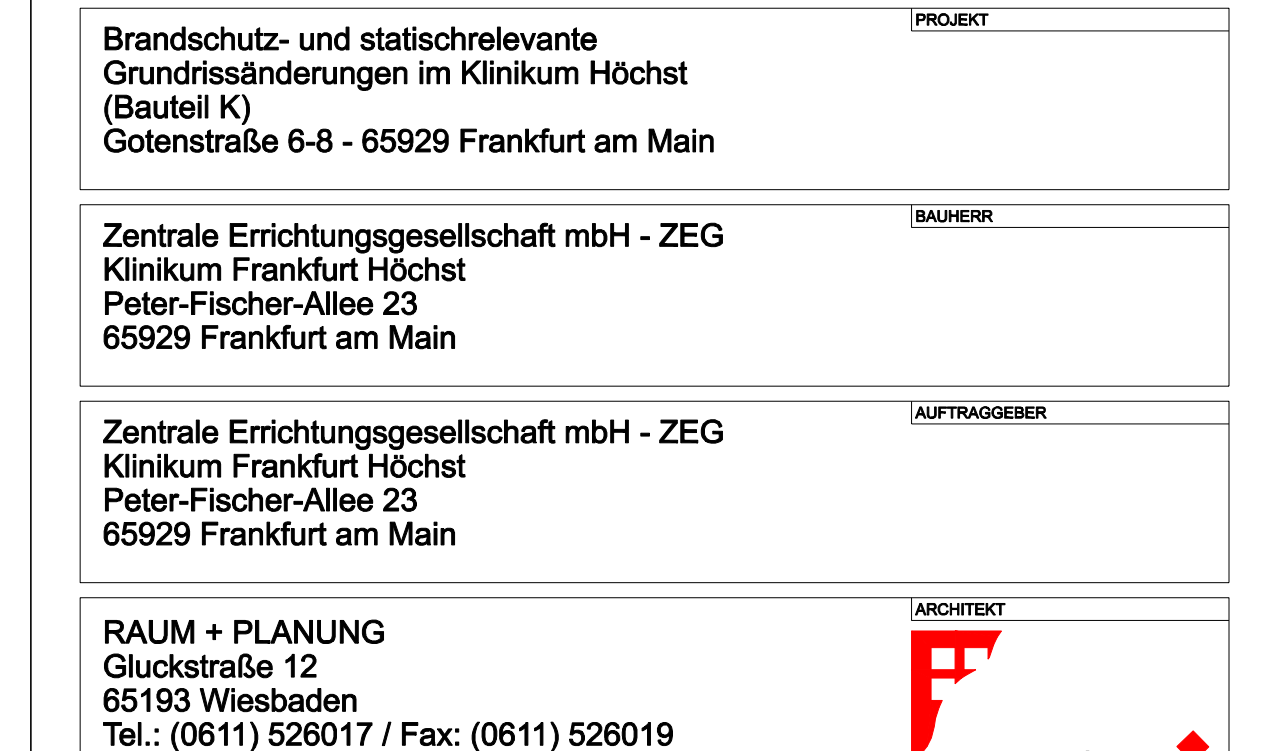 PROJEKT
Brandschutz- und statischrelevante
Grundrissänderungen im Klinikum Höchst
(Bauteil K)
Gotenstraße 6-8 - 65929 Frankfurt am Main
BAUHERR
Zentrale Errichtungsgesellschaft mbH - ZEG
Klinikum Frankfurt Höchst
Peter-Fischer-Allee 23
65929 Frankfurt am Main
AUFTRAGGEBER
Zentrale Errichtungsgesellschaft mbH - ZEG
Klinikum Frankfurt Höchst
Peter-Fischer-Allee 23
65929 Frankfurt am Main
ARCHITEKT
RAUM + PLANUNG
Gluckstraße 12
65193 Wiesbaden
Tel.: (0611) 526017 / Fax: (0611) 526019